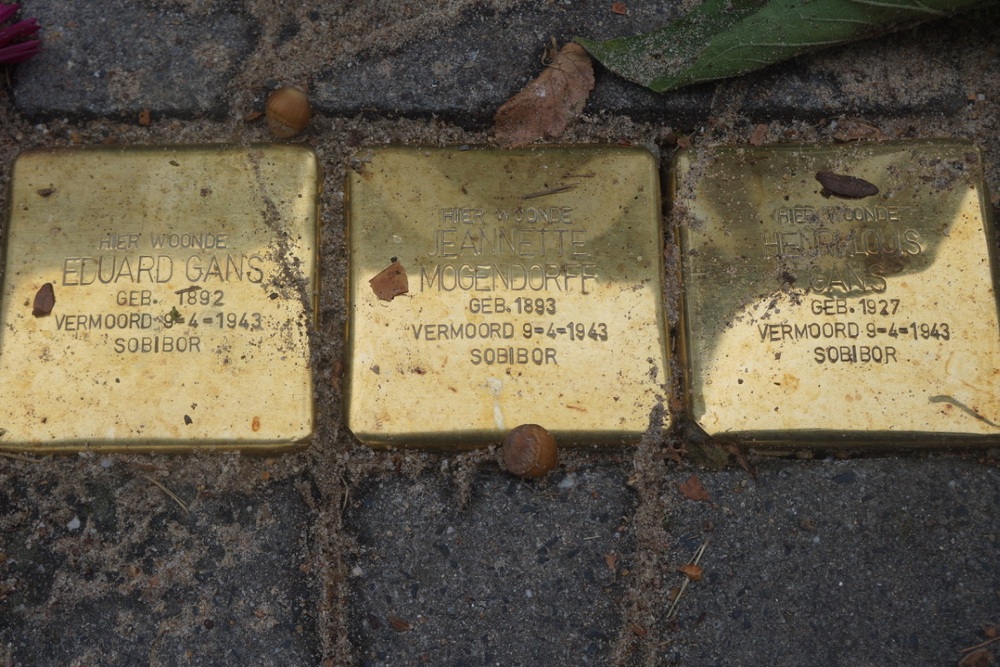 HIER WOONDE
EDUARD GANS
GEB. 1892
VERMOORD 9-4-1943
SOBIBOR
HIER WOONDE
JEANNETTE
MOGENDORFF
GEB. 1893
VERMOORD 9-4-1943
SOBIBOR
HIER WOONDE
HENRI LOUIS
GANS
GEB. 1927
VERMOORD 9-4-1943
SOBIBOR